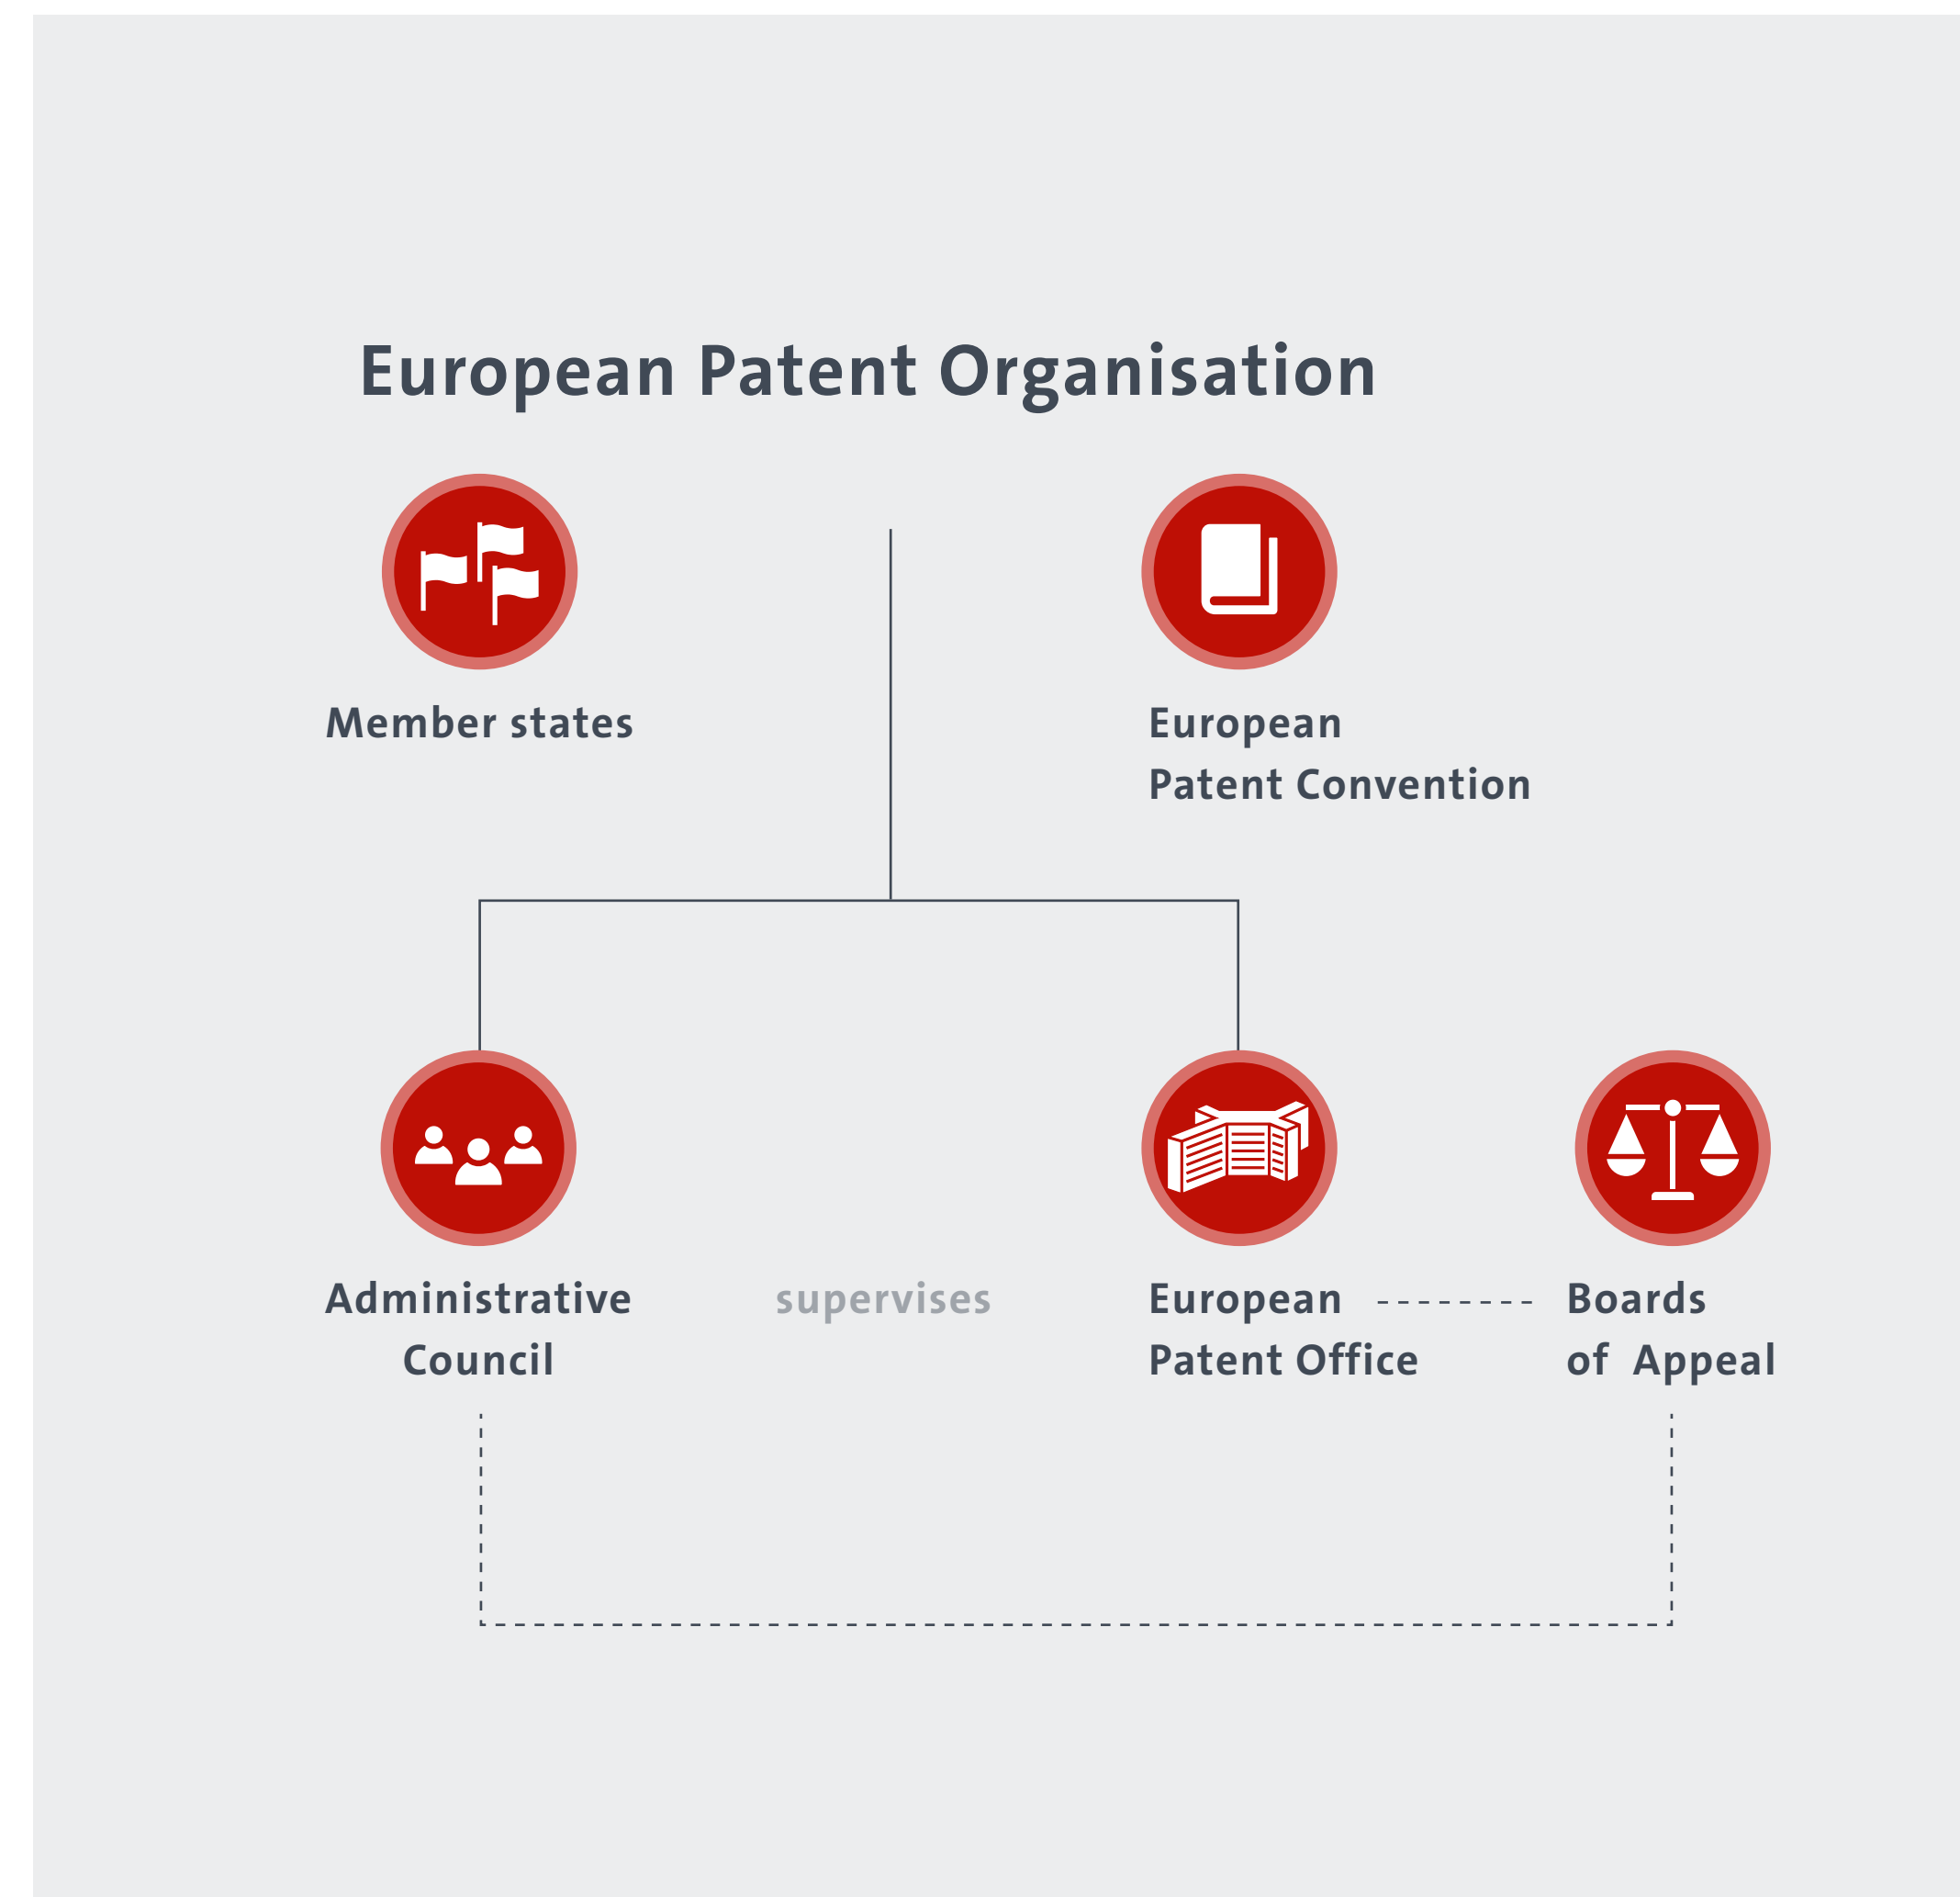 European Patent Organisation
Member states
European
Patent Convention
Administrative
Council
supervises
European
Patent Office
Boards
of Appeal